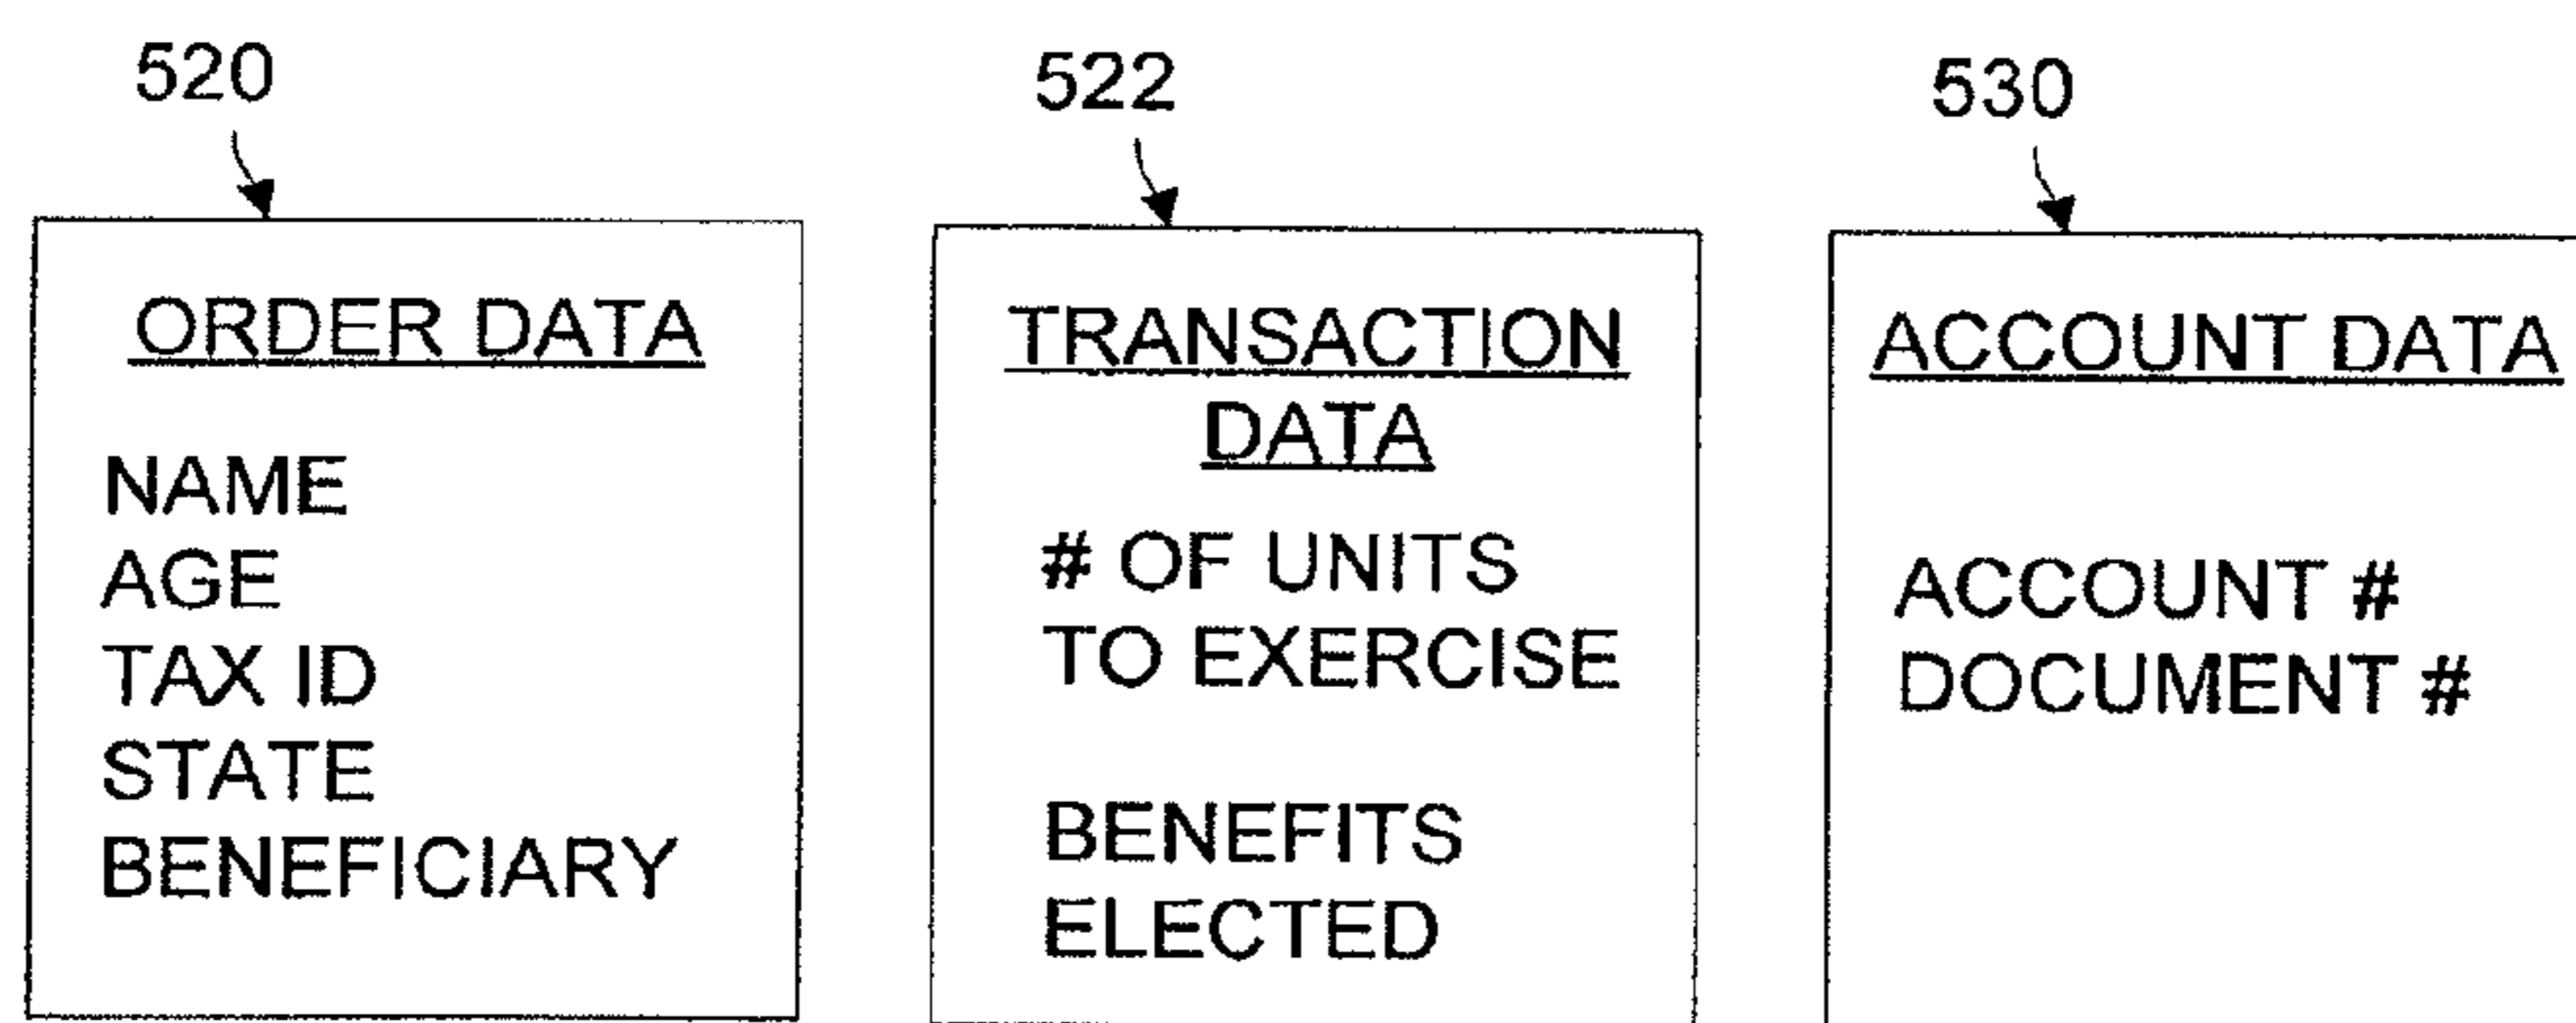 520
ORDER DATA
NAME
AGE
TAX ID
STATE
BENEFICIARY
522
TRANSACTION
DATA
# OF UNITS
TO EXERCISE
BENEFITS
ELECTED
530
ACCOUNT DATA
ACCOUNT #
DOCUMENT #